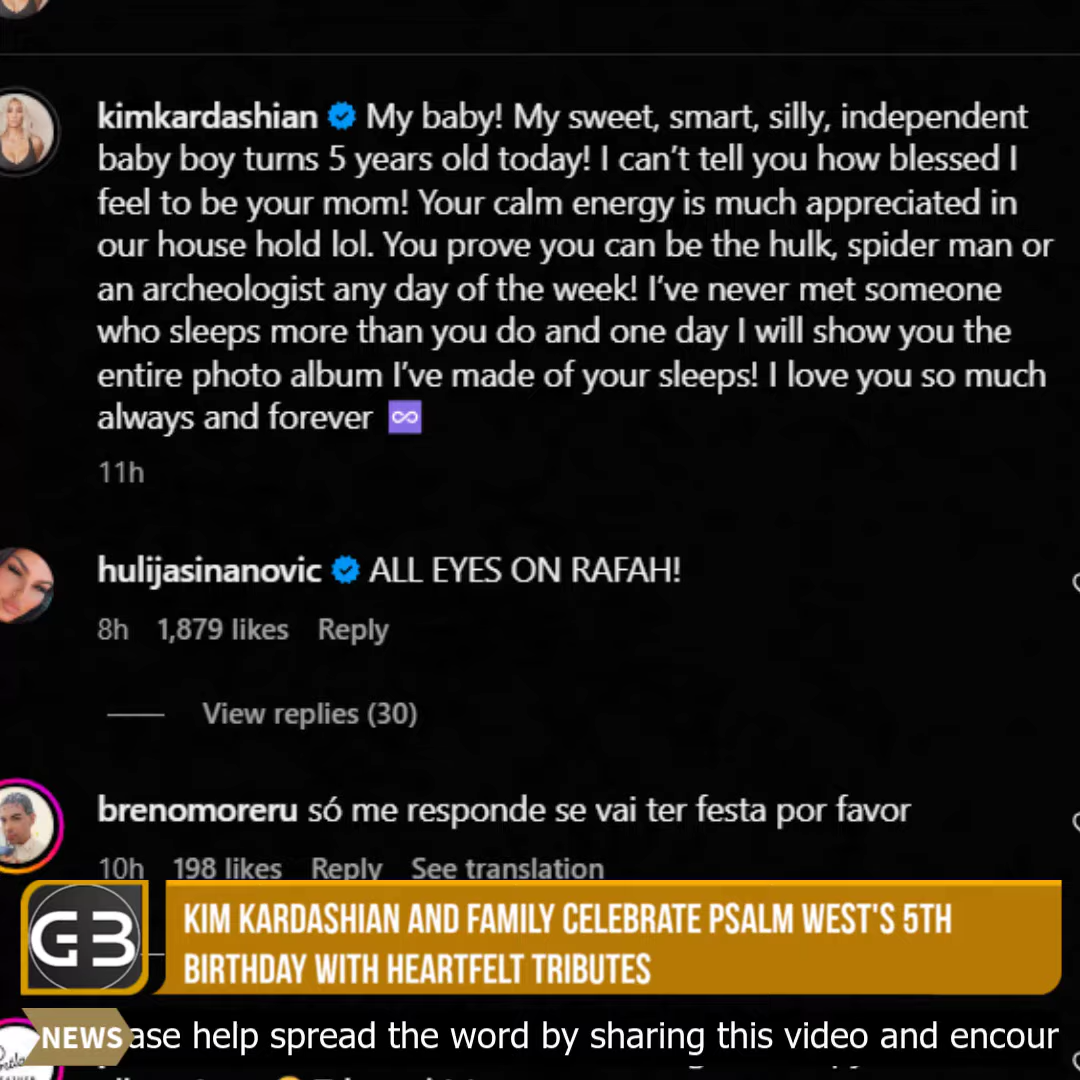 kimkardashian My baby! My sweet, smart, silly, independent
baby boy turns 5 years old today! I can't tell you how blessed I
feel to be your mom! Your calm energy is much appreciated in
our house hold lol. You prove you can be the hulk, spider man or
an archeologist any day of the week! I've never met someone
who sleeps more than you do and one day I will show you the
entire photo album I've made of your sleeps! I love you so much
always and forever ♾️
11h
hulijasinanovic ALL EYES ON RAFAH!
8h 1,879 likes Reply
View replies (30)
brenomoreru só me responde se vai ter festa por favor
10h 198 likes Reply See translation
G3
KIM KARDASHIAN AND FAMILY CELEBRATE PSALM WEST'S 5TH
BIRTHDAY WITH HEARTFELT TRIBUTES
NEWS ase help spread the word by sharing this video and encour